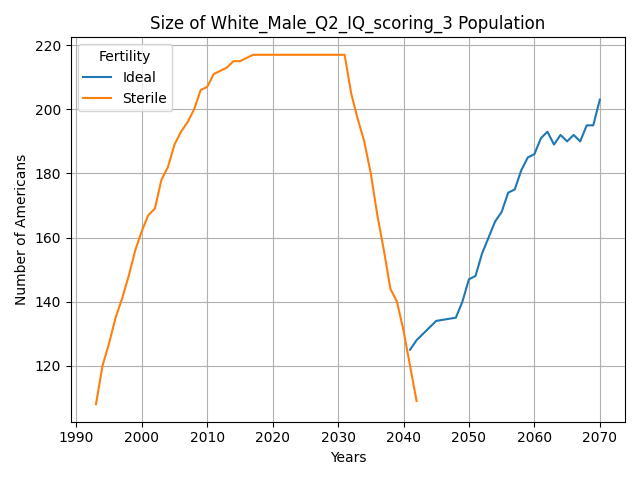 Size of White_Male_Q2_IQ_scoring_3 Population
Fertility
Ideal
Sterile
Number of Americans
220
200
180
160
140
120
1990 2000 2010 2020 2030 2040 2050 2060 2070
Years